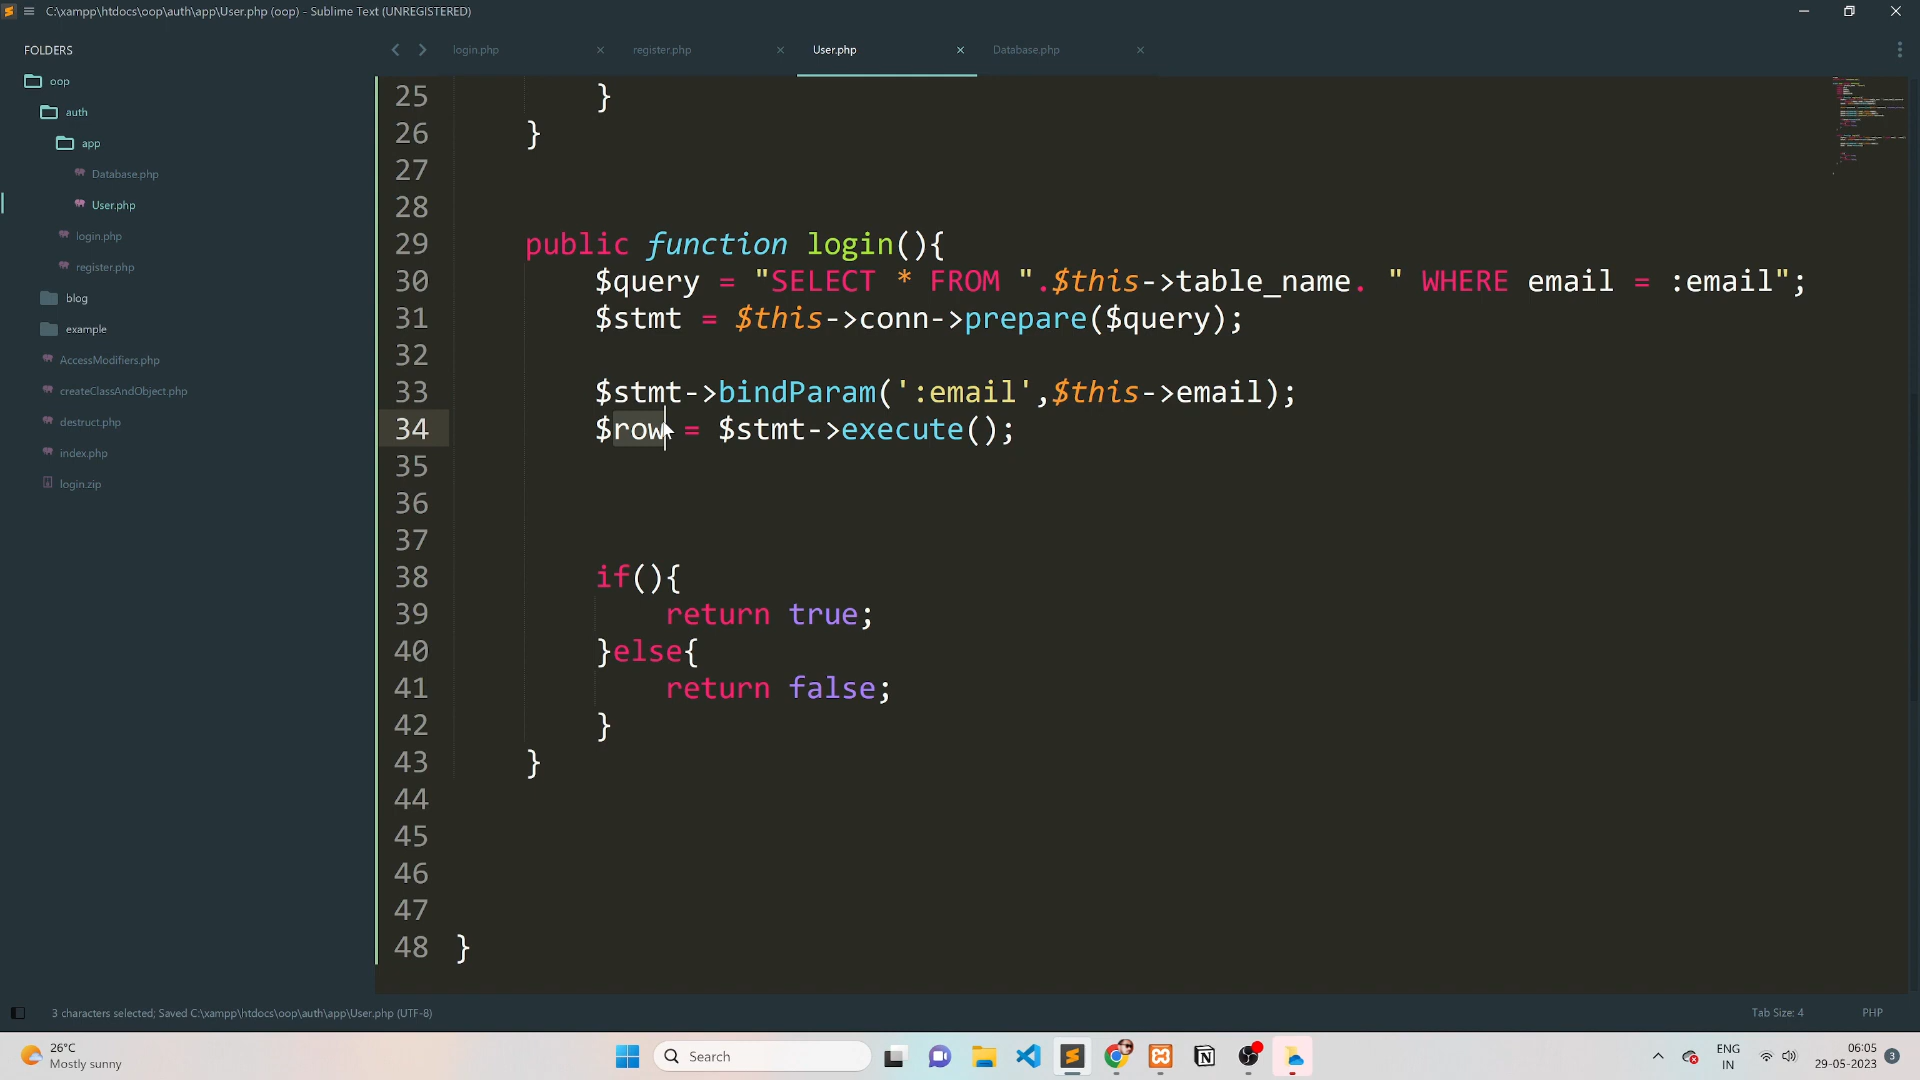 C:\xampp\htdocs\oop\auth\app\User.php (oop) - Sublime Text (UNREGISTERED)
FOLDERS
oop
auth
app
Database.php
User.php
login.php
register.php
blog
example
AccessModifiers.php
createClassAndObject.php
destruct.php
index.php
login.zip
login.php
register.php
User.php
Database.php
25 }
26 }
27
28
29 public function login(){
30 $query = "SELECT * FROM ".$this->table_name. " WHERE email = :email";
31 $stmt = $this->conn->prepare($query);
32
33 $stmt->bindParam(':email',$this->email);
34 $row = $stmt->execute();
35
36
37
38 if(){
39 return true;
40 }else{
41 return false;
42 }
43 }
44
45
46
47
48 }
3 characters selected; Saved C:\xampp\htdocs\oop\auth\app\User.php (UTF-8)
Tab Size: 4
PHP
26°C
Mostly sunny
Search
ENG
IN
06:05
29-05-2023
3